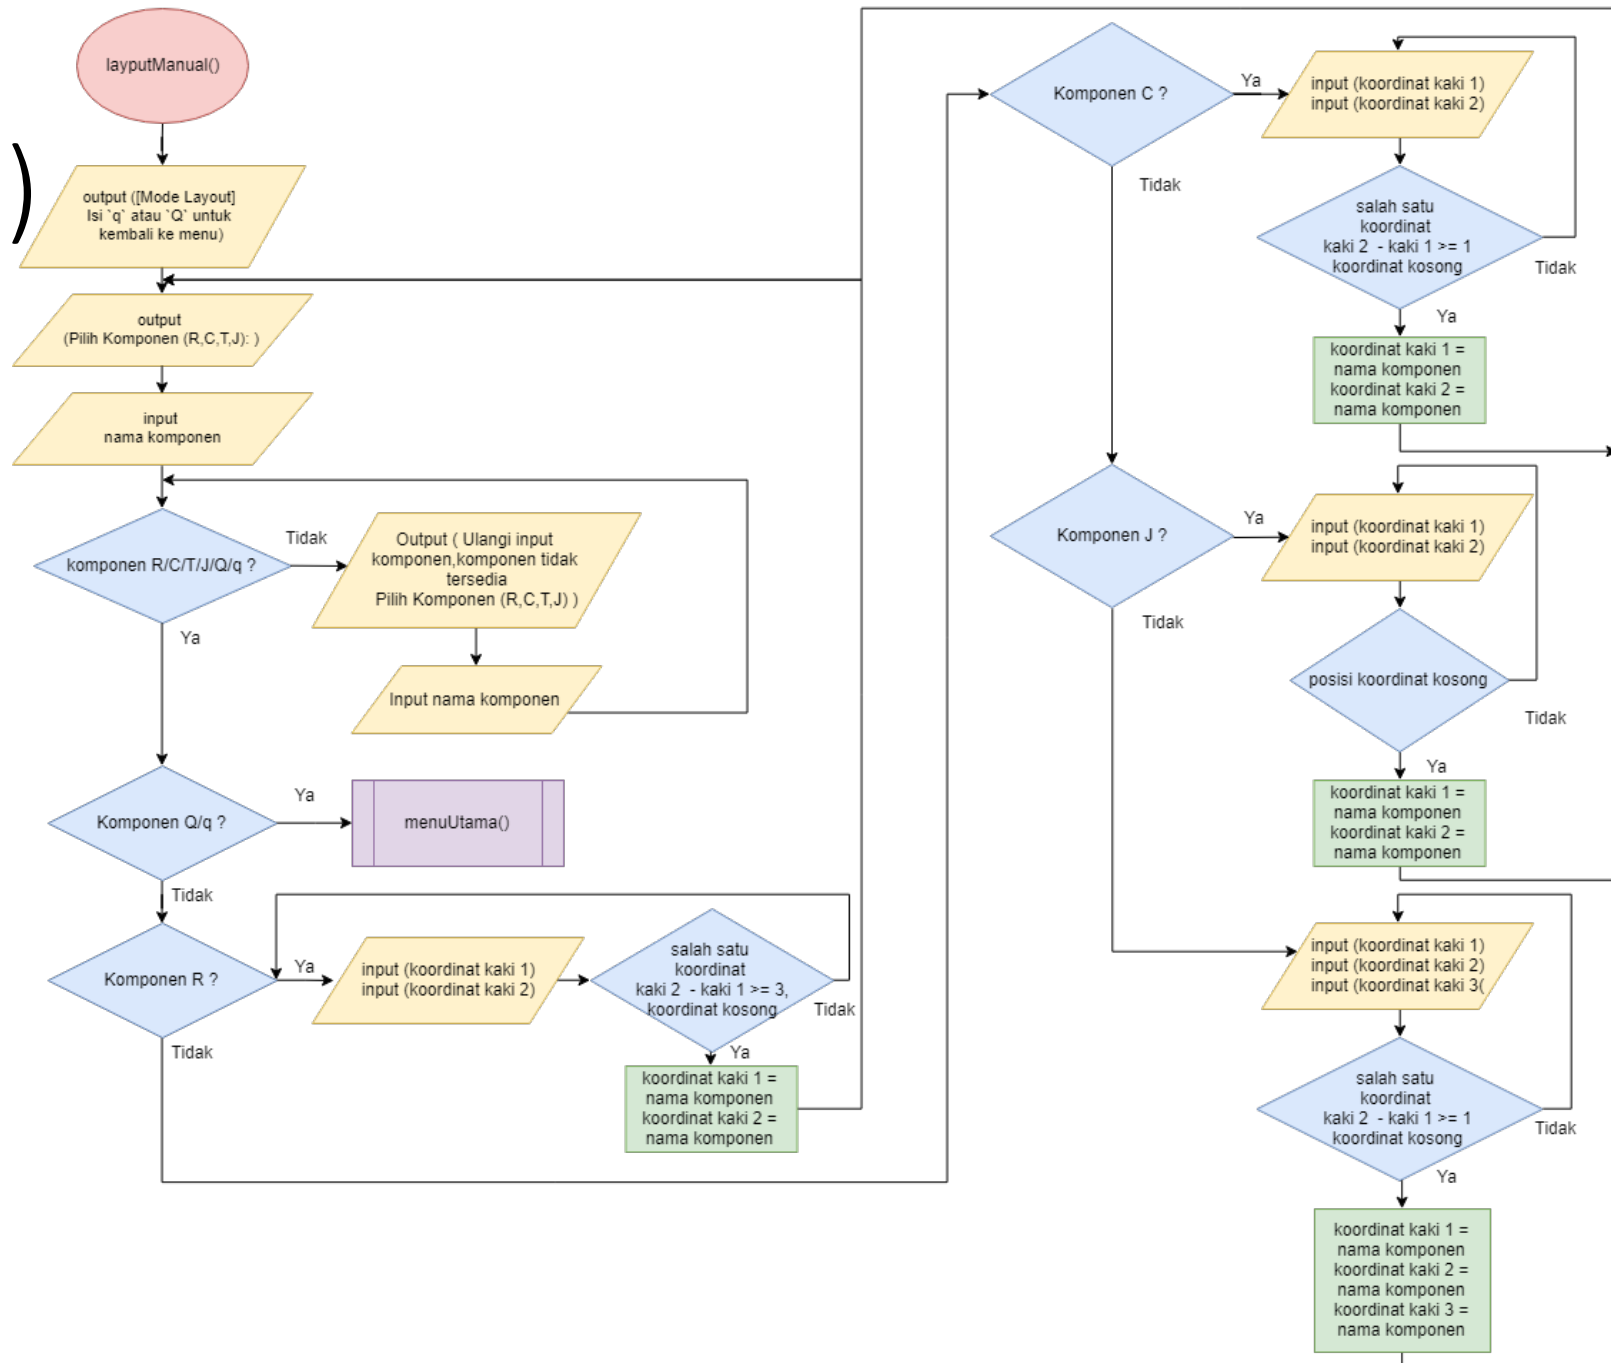 layputManual()
)
output ([Mode Layout]
Isi `q` atau `Q` untuk
kembali ke menu)
output
(Pilih Komponen (R,C,T,J): )
input
nama komponen
komponen R/C/T/J/Q/q ?
Tidak
Output ( Ulangi input
komponen,komponen tidak
tersedia
Pilih Komponen (R,C,T,J) )
Ya
Input nama komponen
Komponen Q/q ?
Ya
menuUtama()
Tidak
Komponen R ?
Ya
input (koordinat kaki 1)
input (koordinat kaki 2)
salah satu
koordinat
kaki 2  - kaki 1 >= 3,
koordinat kosong
Tidak
Ya
koordinat kaki 1 =
nama komponen
koordinat kaki 2 =
nama komponen
Tidak
Komponen C ?
Ya
input (koordinat kaki 1)
input (koordinat kaki 2)
Tidak
salah satu
koordinat
kaki 2  - kaki 1 >= 1
koordinat kosong
Tidak
Ya
koordinat kaki 1 =
nama komponen
koordinat kaki 2 =
nama komponen
Komponen J ?
Ya
input (koordinat kaki 1)
input (koordinat kaki 2)
Tidak
posisi koordinat kosong
Tidak
Ya
koordinat kaki 1 =
nama komponen
koordinat kaki 2 =
nama komponen
input (koordinat kaki 1)
input (koordinat kaki 2)
input (koordinat kaki 3(
salah satu
koordinat
kaki 2  - kaki 1 >= 1
koordinat kosong
Tidak
Ya
koordinat kaki 1 =
nama komponen
koordinat kaki 2 =
nama komponen
koordinat kaki 3 =
nama komponen